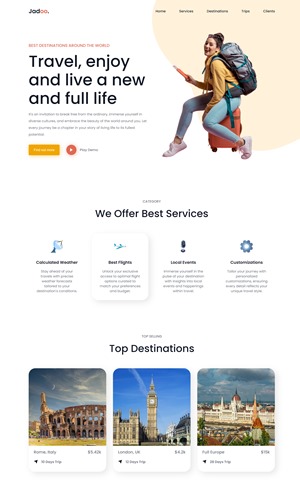 Jadoo.
Home
Services
Destinations
Trips
Clients
BEST DESTINATIONS AROUND THE WORLD
Travel, enjoy
and live a new
and full life
It's an invitation to break free from the ordinary, immerse yourself in
diverse cultures, and embrace the beauty of the world around you. Let
every journey be a chapter in your story of living life to its fullest
potential.
Find out more
Play Demo
CATEGORY
We Offer Best Services
Calculated Weather
Stay ahead of your
travels with precise
weather forecasts
tailored to your
destinations conditions.
Best Flights
Unlock your exclusive
access to optimal flight
options curated to
match your preferences
and budget.
Local Events
Immerse yourself in the
pulse of your destination
with insights into local
events and happenings
within travel.
Customizations
Tailor your journey with
personalized
customizations, ensuring
every detail reflects your
unique travel style.
TOP SELLING
Top Destinations
Rome, Italy
$5,42k
10 Days Trip
London, UK
$4.2k
12 Days Trip
Full Europe
$15k
28 Days Trip